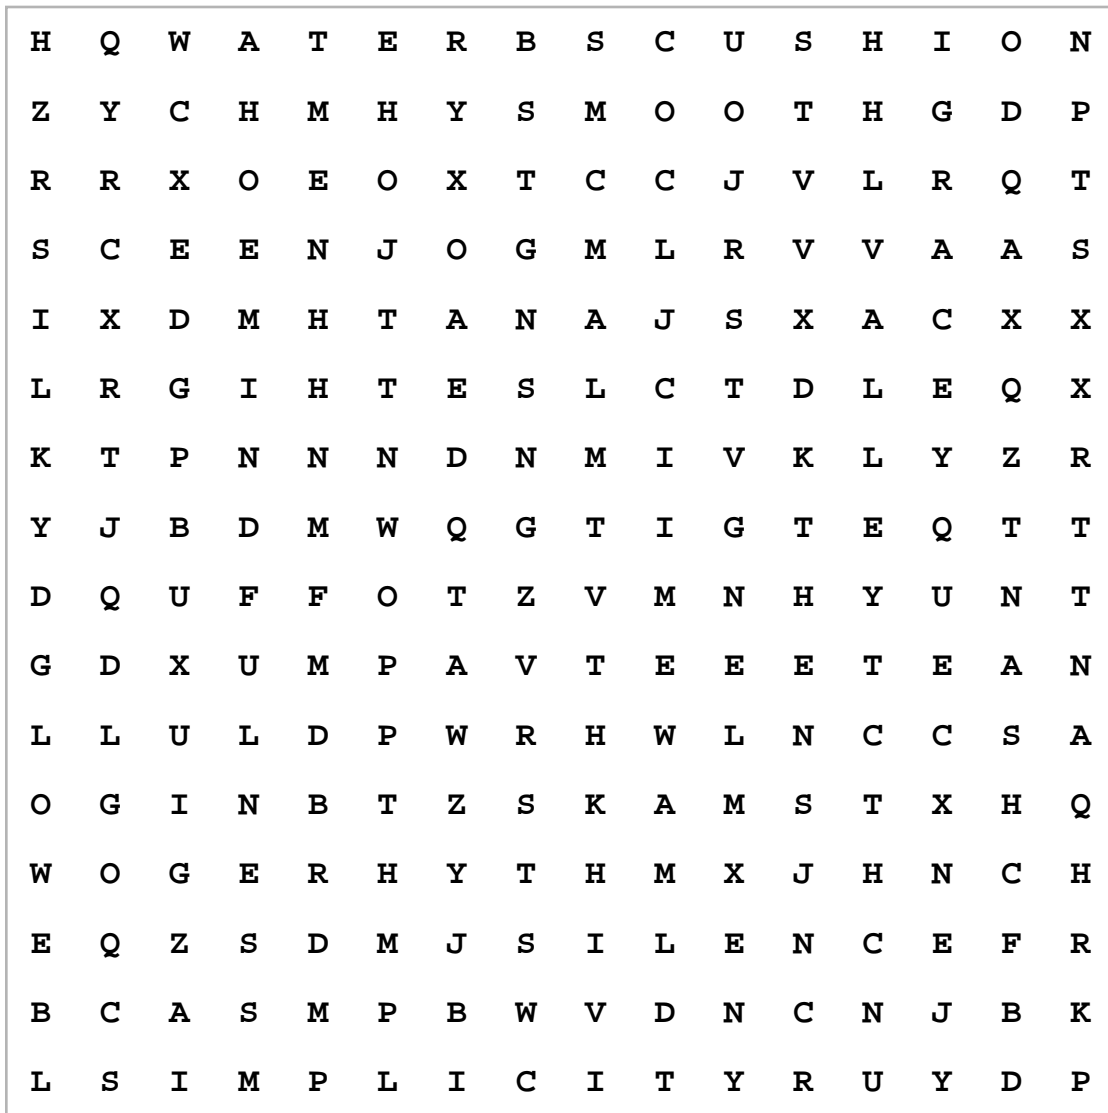 H Q W A T E R B S C U S H I O N
Z Y C H M H Y S M O O T H G D P
R R X O E O X T C C J V L R Q T
S C E E N J O G M L R V V A A S
I X D M H T A N A J S X A C X X
L R G I H T E S L C T D L E Q X
K T P N N N D N M I V K L Y Z R
Y J B D M W Q G T I G T E Q T T
D Q U F F O T Z V M N H Y U N T
G D X U M P A V T E E E T E A N
L L U L D P W R H W L N C C S A
O G I N B T Z S K A M S T X H Q
W O G E R H Y T H M X J H N C H
E Q Z S D M J S I L E N C E F R
B C A S M P B W V D N C N J B K
L S I M P L I C I T Y R U Y D P